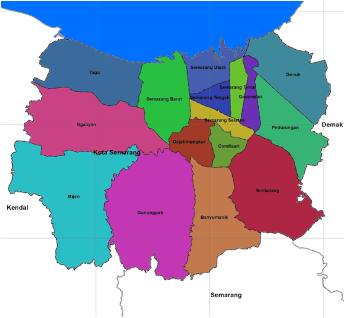 Tugu
Semarang Utara
Genuk
Semarang Barat
Semarang Timur
Semarang Tengah
Gayamsari
Semarang Selatan
Ngaliyan
Pedurungan
Demak
Gajahmungkur
Candisari
Kota Semarang
Mijen
Tembalang
Kendal
Gunungpati
Banyumanik
Semarang